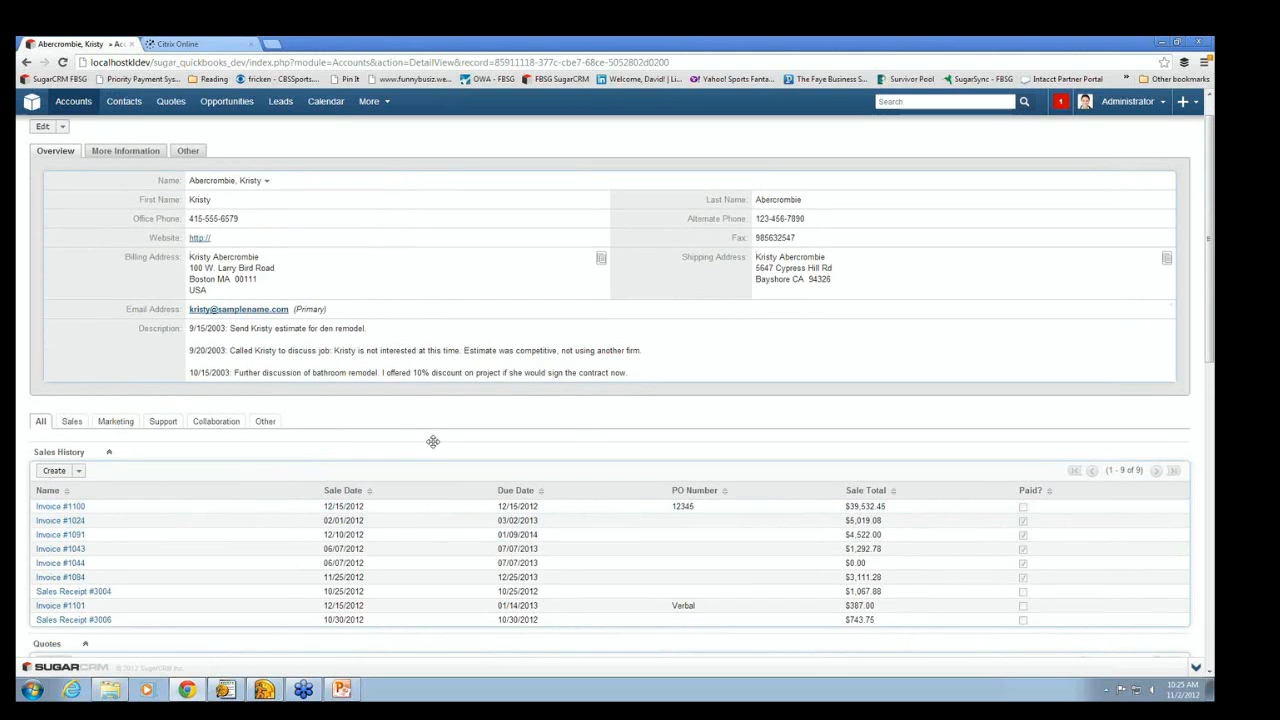 Abercrombie, Kristy » Acc
Citrix Online
localhostkldev/sugar_quickbooks_dev/index.php?module=Accounts&action=DetailView&record=85f11118-377c-cbe7-68ce-5052802d0200
SugarCRM FBSG Priority Payment Sys... Reading fricken - CBSSports.... Pin It www.funnybusiz.we... OWA - FBSG FBSG SugarCRM Welcome, David! | Li... Yahoo! Sports Fanta... The Faye Business S... Survivor Pool SugarSync - FBSG Intacct Partner Portal » Other bookmarks
Accounts Contacts Quotes Opportunities Leads Calendar More Search 1 Administrator
Edit
Overview More Information Other
Name: Abercrombie, Kristy
First Name: Kristy Last Name: Abercrombie
Office Phone: 415-555-6579 Alternate Phone: 123-456-7890
Website: http:// Fax: 985632547
Billing Address: Kristy Abercrombie Shipping Address: Kristy Abercrombie
100 W. Larry Bird Road 5647 Cypress Hill Rd
Boston MA 00111 Bayshore CA 94326
USA
Email Address: kristy@samplename.com (Primary)
Description: 9/15/2003: Send Kristy estimate for den remodel.
9/20/2003: Called Kristy to discuss job: Kristy is not interested at this time. Estimate was competitive, not using another firm.
10/15/2003: Further discussion of bathroom remodel. I offered 10% discount on project if she would sign the contract now.
All Sales Marketing Support Collaboration Other
Sales History
Create (1 - 9 of 9)
Name Sale Date Due Date PO Number Sale Total Paid?
Invoice #1100 12/15/2012 12/15/2012 12345 $39,532.45
Invoice #1024 02/01/2012 03/02/2013 $5,019.08
Invoice #1091 12/10/2012 01/09/2014 $4,522.00
Invoice #1043 06/07/2012 07/07/2013 $1,292.78
Invoice #1044 06/07/2012 07/07/2013 $0.00
Invoice #1084 11/25/2012 12/25/2013 $3,111.28
Sales Receipt #3004 10/25/2012 10/25/2012 $1,067.88
Invoice #1101 12/15/2012 01/14/2013 Verbal $387.00
Sales Receipt #3006 10/30/2012 10/30/2012 $743.75
Quotes
SUGARCRM © 2012 SugarCRM Inc.
10:25 AM
11/2/2012